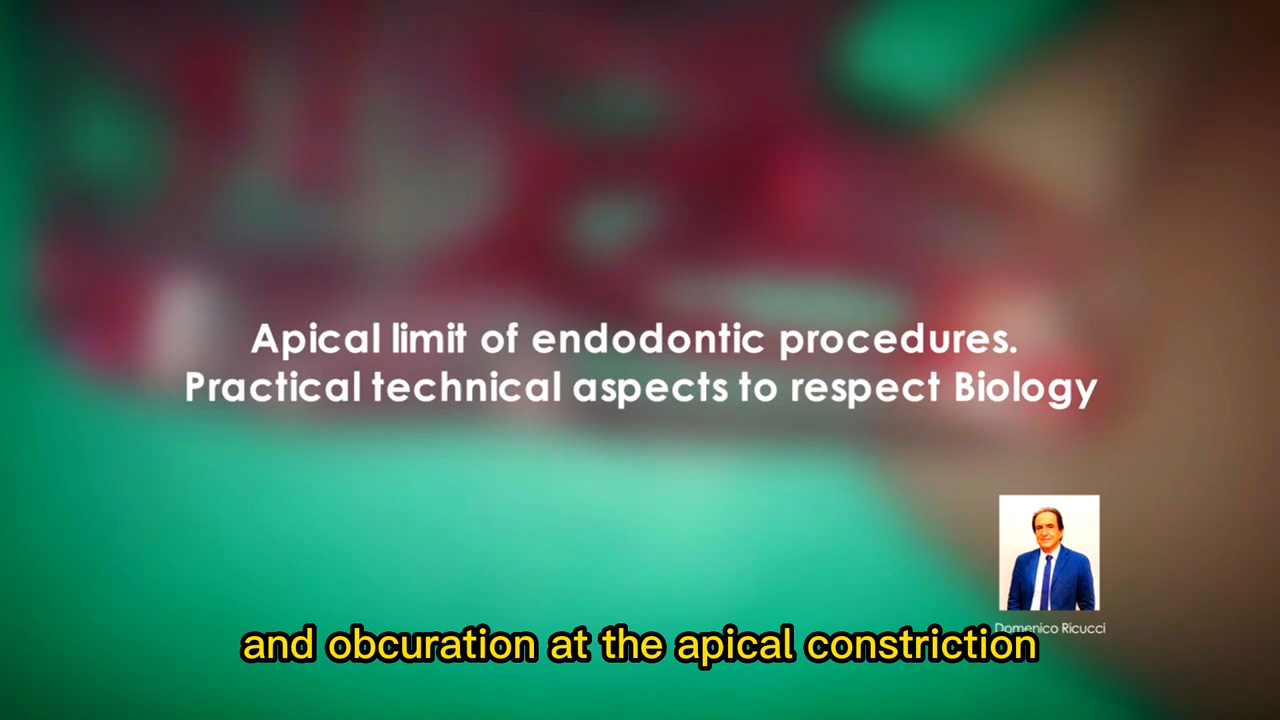 Apical limit of endodontic procedures.
Practical technical aspects to respect Biology
Domenico Ricucci
and obcuration at the apical constriction